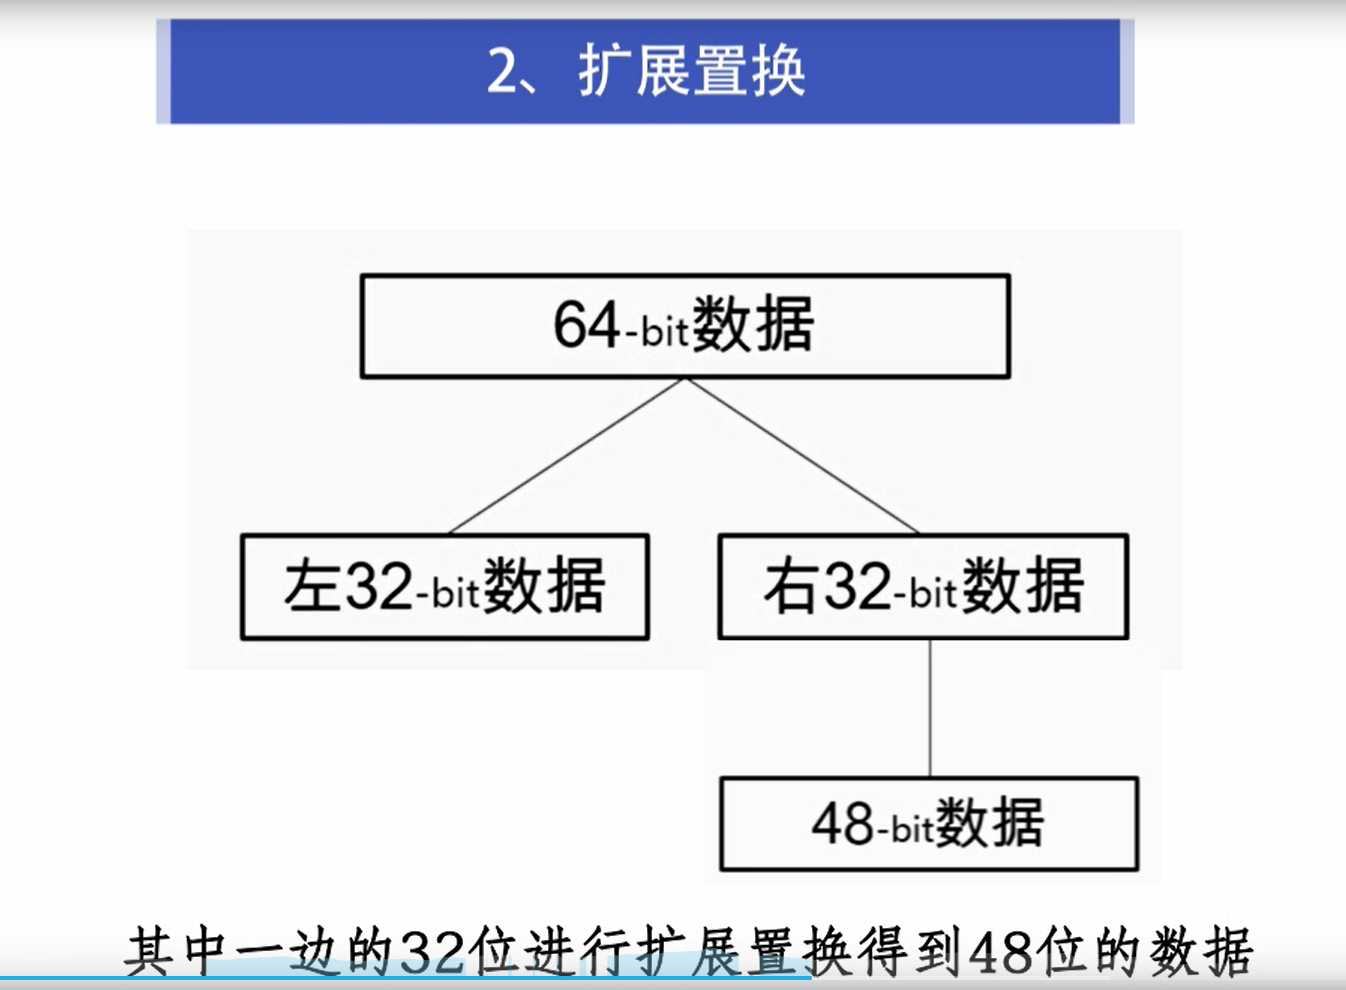 2、扩展置换
64-bit数据
左32-bit数据
右32-bit数据
48-bit数据
其中一边的32位进行扩展置换得到48位的数据